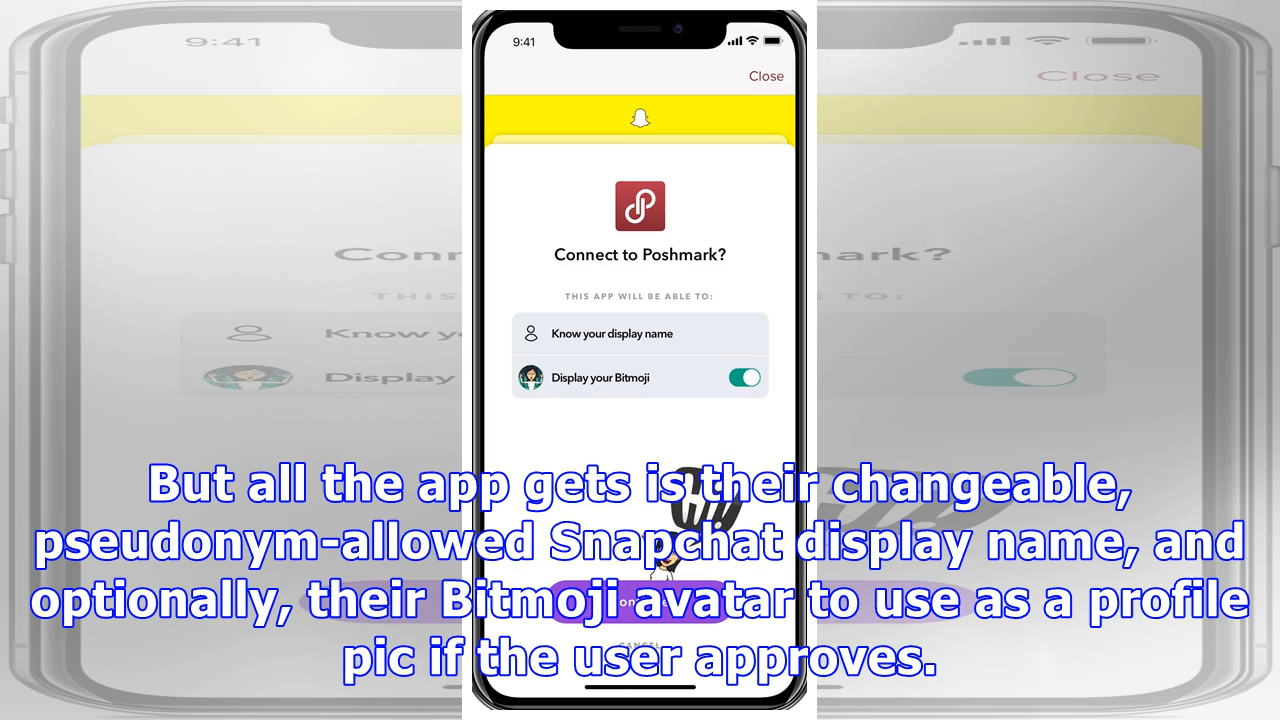 9:41
Close
Connect to Poshmark?
THIS APP WILL BE ABLE TO:
Know your display name
Display your Bitmoji
Hi!
But all the app gets is their changeable,
pseudonym-allowed Snapchat display name, and
optionally, their Bitmoji avatar to use as a profile
pic if the user approves.
CANCEL